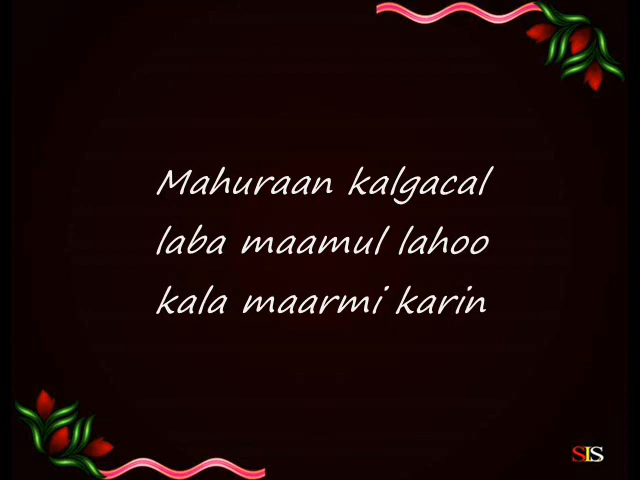 Mahuraan kalgacal
laba maamul lahoo
kala maarmi karin
SIS